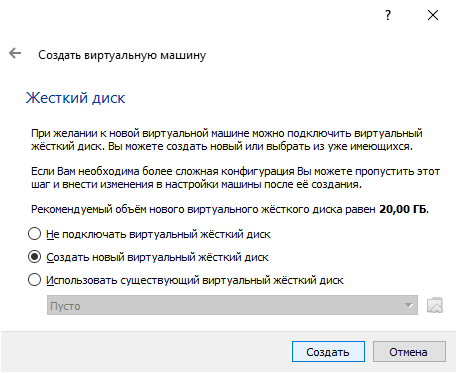 ?
Создать виртуальную машину
Жесткий диск
При желании к новой виртуальной машине можно подключить виртуальный
жёсткий диск. Вы можете создать новый или выбрать из уже имеющихся.
Если Вам необходима более сложная конфигурация Вы можете пропустить этот
шаг и внести изменения в настройки машины после её создания.
Рекомендуемый объём нового виртуального жёсткого диска равен 20,00 ГБ.
Не подключать виртуальный жёсткий диск
Создать новый виртуальный жёсткий диск
Использовать существующий виртуальный жёсткий диск
Пусто
Создать
Отмена